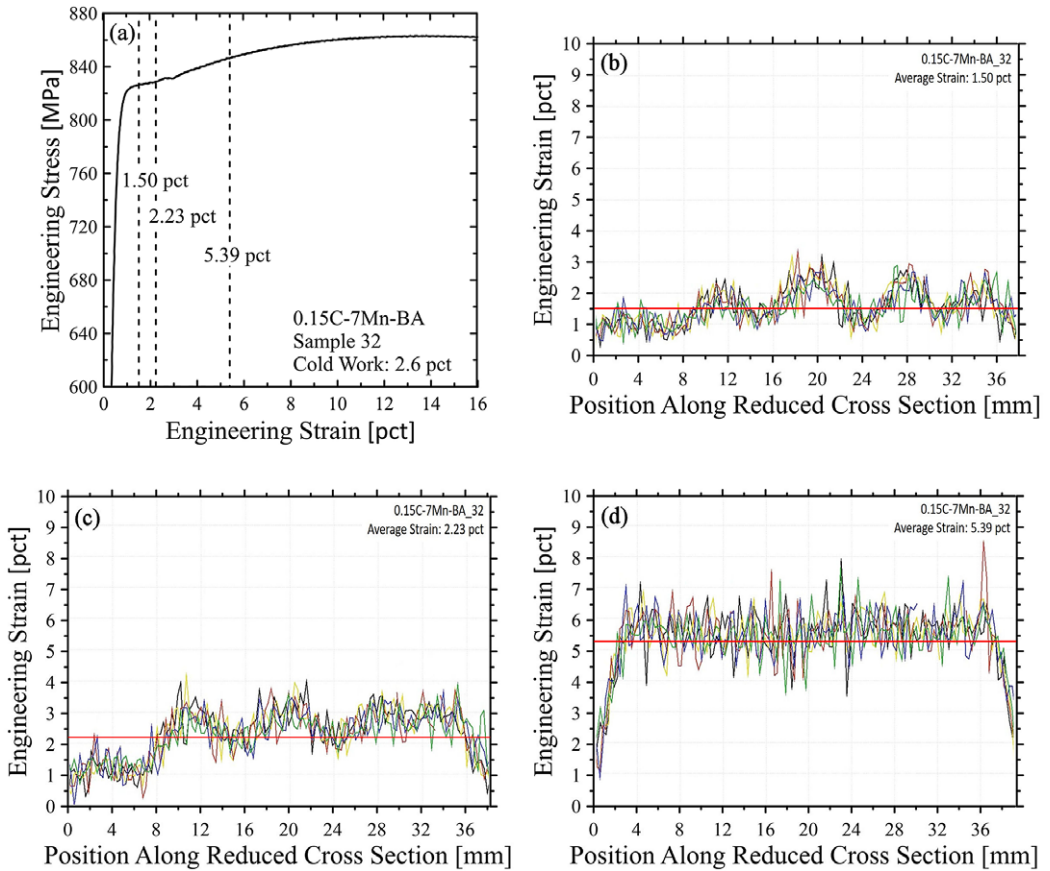 (a)
880
840
800
760
720
680
640
600
Engineering Stress [MPa]
1.50 pct
2.23 pct
5.39 pct
0.15C-7Mn-BA
Sample 32
Cold Work: 2.6 pct
0 2 4 6 8 10 12 14 16
Engineering Strain [pct]
(b)
0.15C-7Mn-BA_32
Average Strain: 1.50 pct
10
9
8
7
6
5
4
3
2
1
0
Engineering Strain [pct]
0 4 8 12 16 20 24 28 32 36
Position Along Reduced Cross Section [mm]
(c)
0.15C-7Mn-BA_32
Average Strain: 2.23 pct
10
9
8
7
6
5
4
3
2
1
0
Engineering Strain [pct]
0 4 8 12 16 20 24 28 32 36
Position Along Reduced Cross Section [mm]
(d)
0.15C-7Mn-BA_32
Average Strain: 5.39 pct
10
9
8
7
6
5
4
3
2
1
0
Engineering Strain [pct]
0 4 8 12 16 20 24 28 32 36
Position Along Reduced Cross Section [mm]